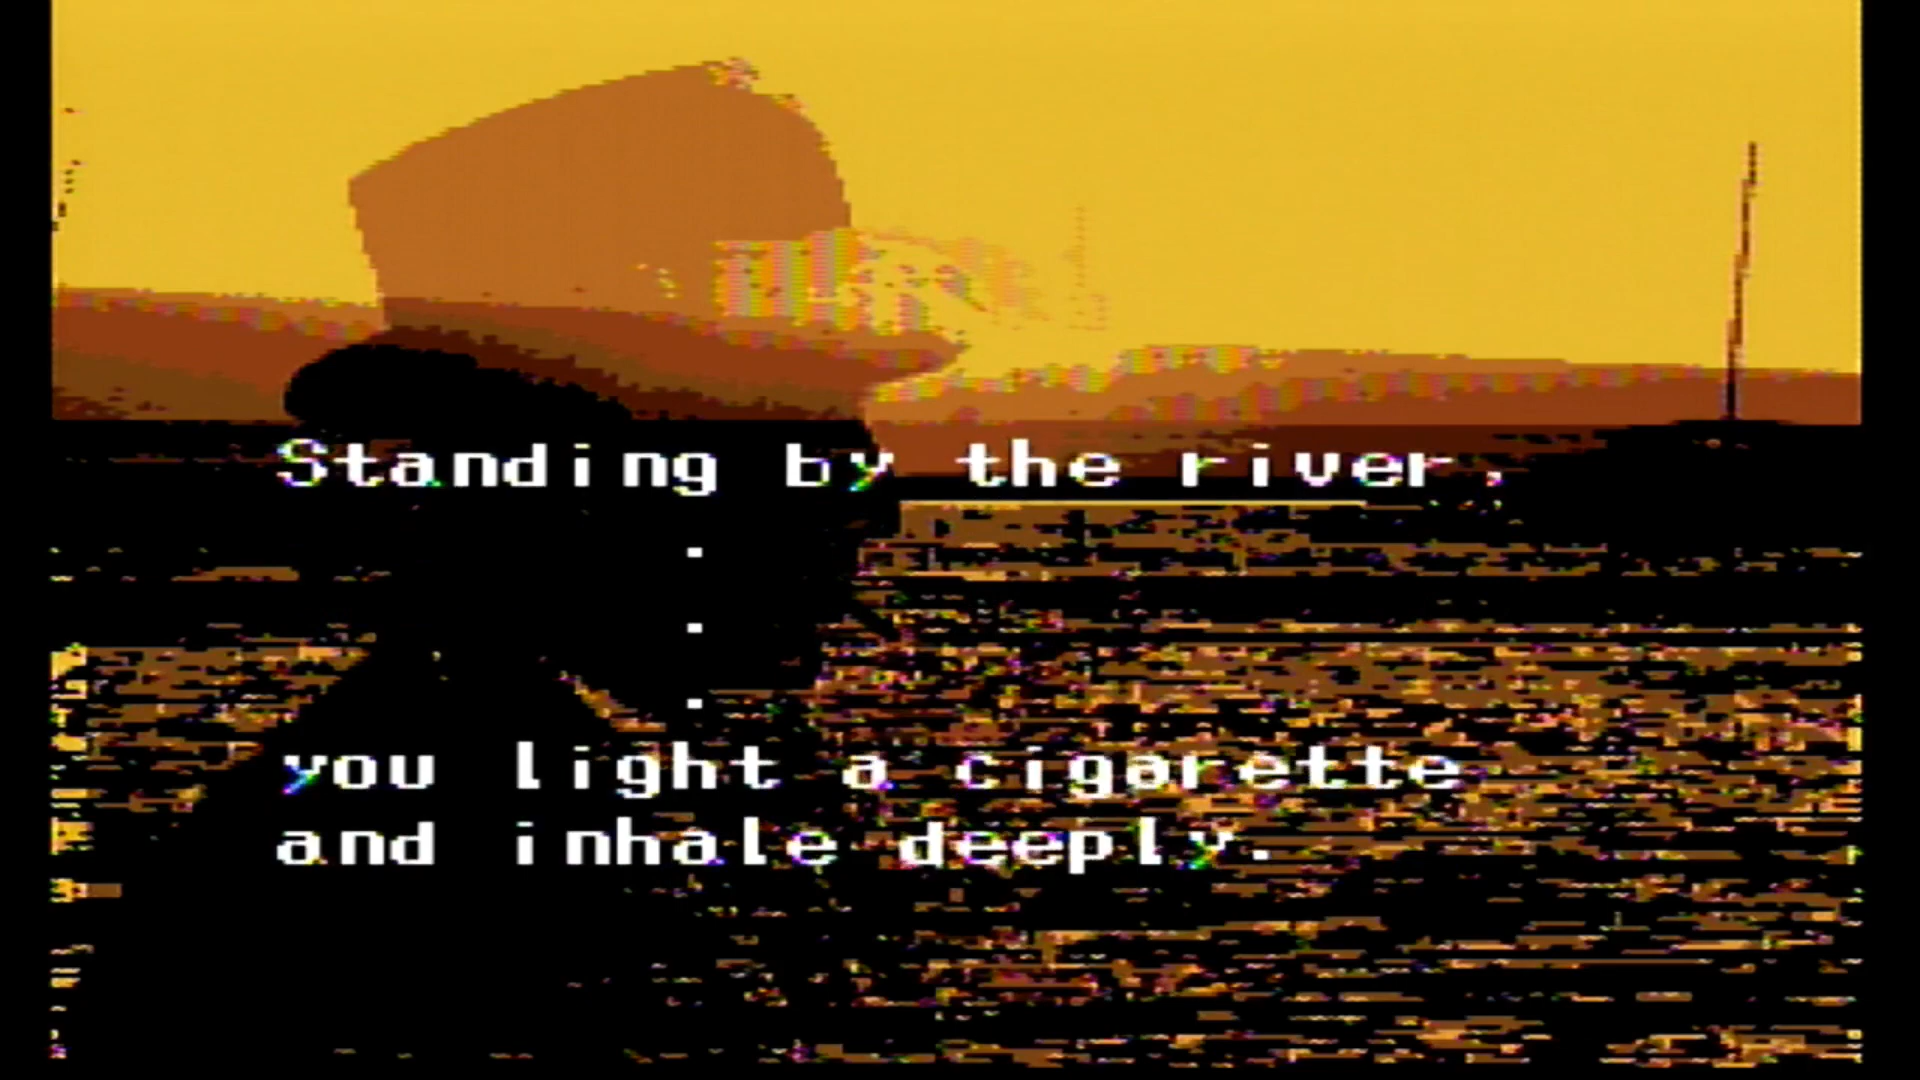 Standing by the river,
.
.
.
you light a cigarette
and inhale deeply.